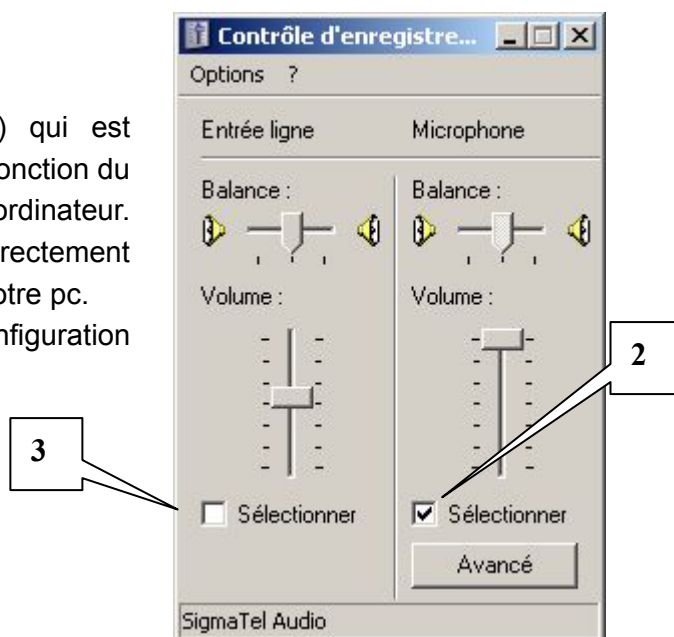 Contrôle d'enregistre...
Options ?
) qui est
Entrée ligne Microphone
onction du
ordinateur.
Balance : Balance :
rectement
otre pc.
Volume : Volume :
nfiguration
2
3
Sélectionner Sélectionner
Avancé
SigmaTel Audio